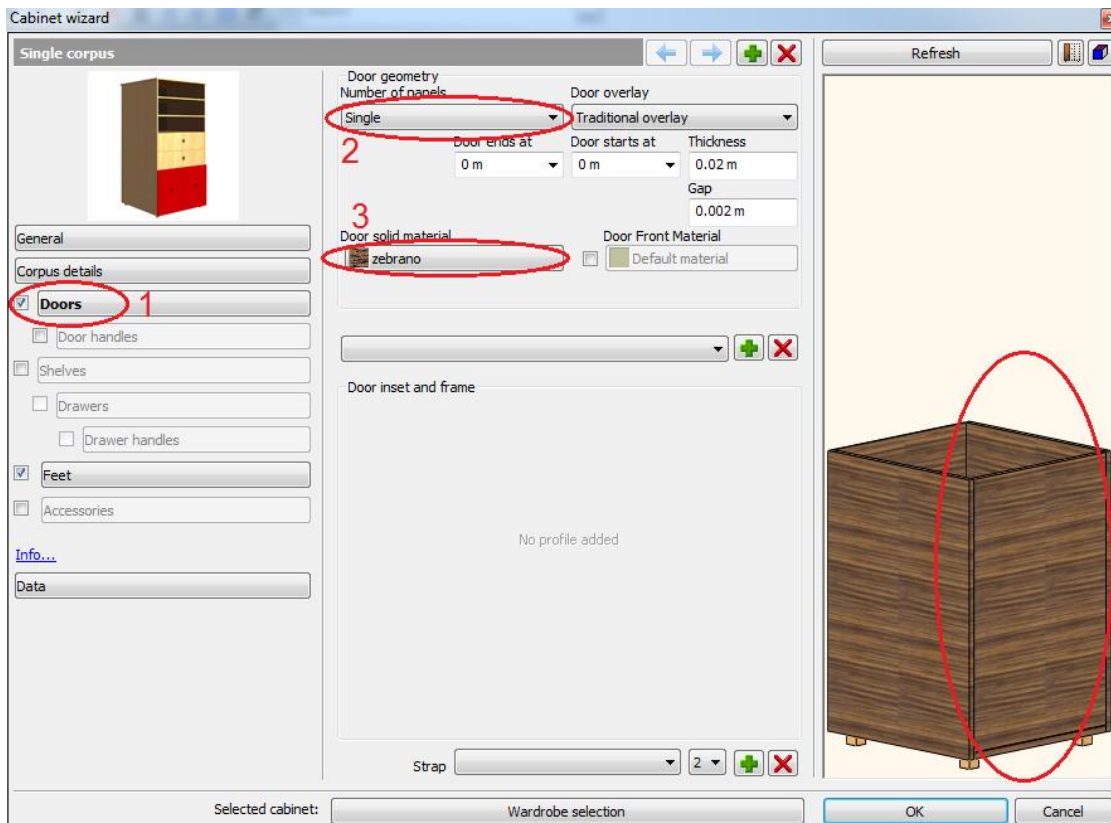 Cabinet wizard
Single corpus
Refresh
Door geometry
Number of panels
Door overlay
Single
Traditional overlay
2
Door ends at
Door starts at
Thickness
0 m
0 m
0.02 m
Gap
0.002 m
3
Door solid material
Door Front Material
zebrano
Default material
General
Corpus details
Doors
1
Door handles
Shelves
Drawers
Drawer handles
Feet
Accessories
Info...
Data
Door inset and frame
No profile added
Strap
2
Selected cabinet:
Wardrobe selection
OK
Cancel